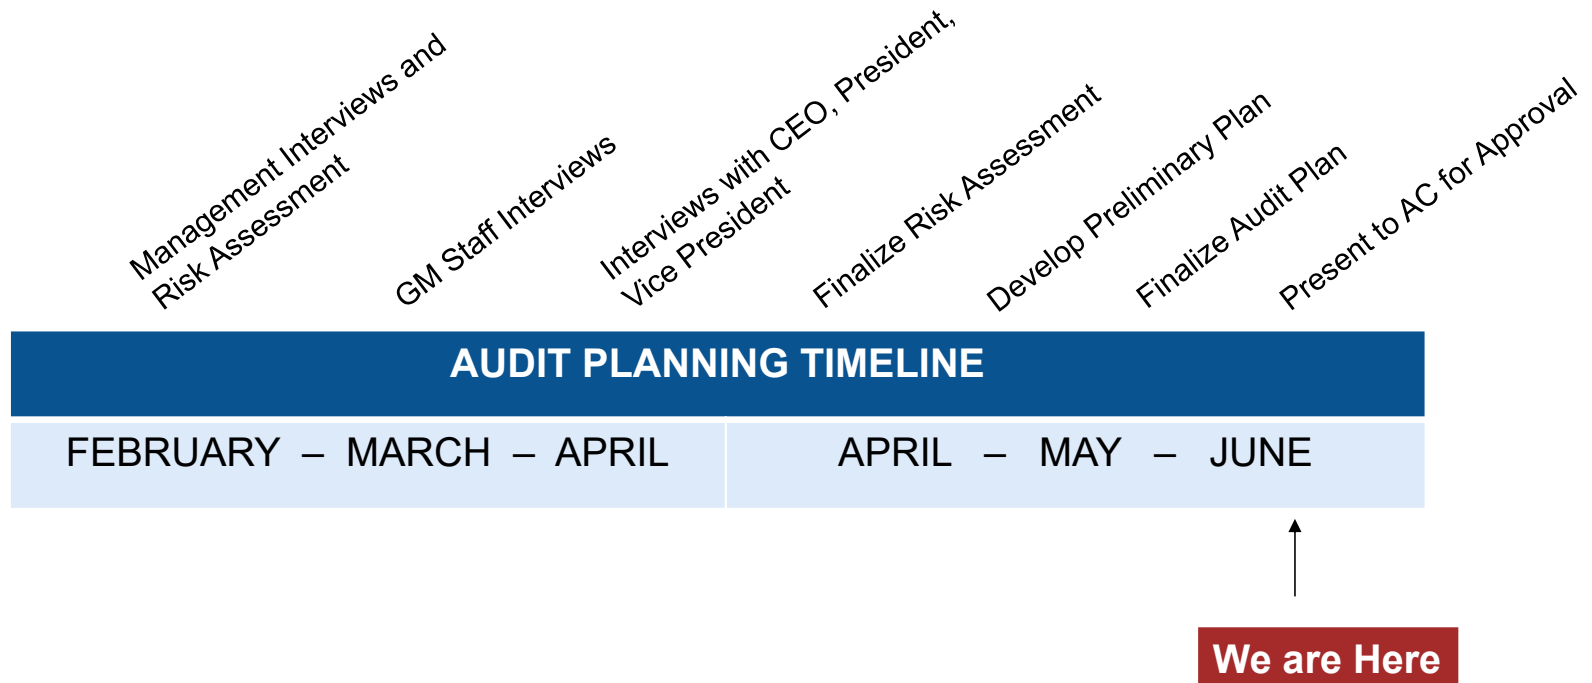 Management Interviews and
Risk Assessment
GM Staff Interviews
Interviews with CEO, President,
Vice President
Finalize Risk Assessment
Develop Preliminary Plan
Finalize Audit Plan
Present to AC for Approval
AUDIT PLANNING TIMELINE
FEBRUARY – MARCH – APRIL
APRIL – MAY – JUNE
We are Here